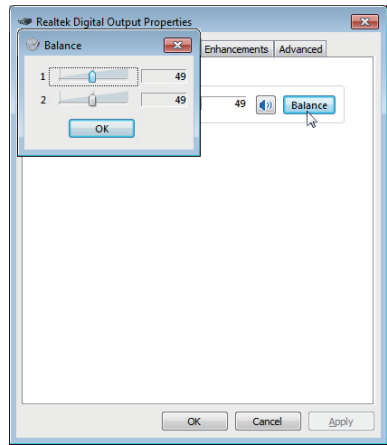 Realtek Digital Output Properties
Balance
Enhancements Advanced
1 49
2 49
49 Balance
OK
OK Cancel Apply